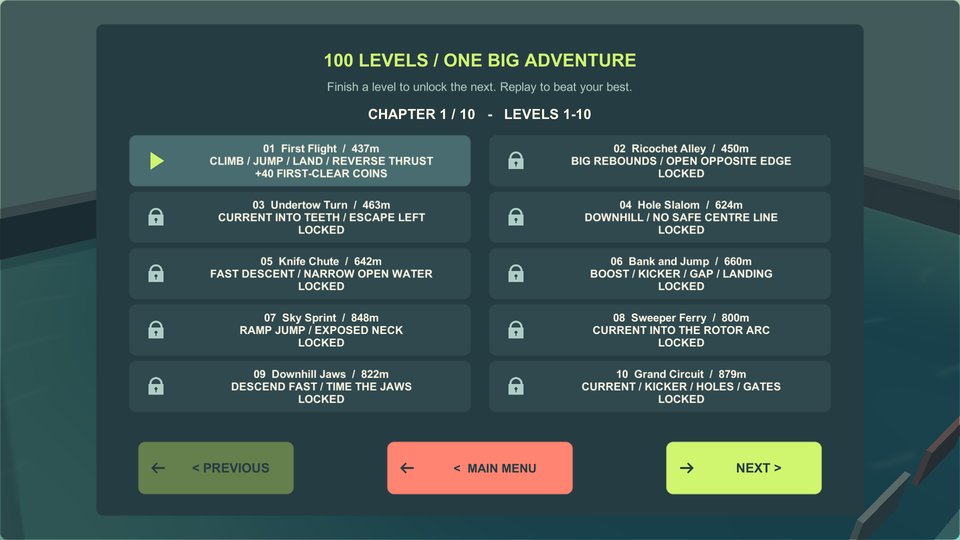 100 LEVELS / ONE BIG ADVENTURE
Finish a level to unlock the next. Replay to beat your best.
CHAPTER 1 / 10 - LEVELS 1-10
01 First Flight / 437m
CLIMB / JUMP / LAND / REVERSE THRUST
+40 FIRST-CLEAR COINS
02 Ricochet Alley / 450m
BIG REBOUNDS / OPEN OPPOSITE EDGE
LOCKED
03 Undertow Turn / 463m
CURRENT INTO TEETH / ESCAPE LEFT
LOCKED
04 Hole Slalom / 624m
DOWNHILL / NO SAFE CENTRE LINE
LOCKED
05 Knife Chute / 642m
FAST DESCENT / NARROW OPEN WATER
LOCKED
06 Bank and Jump / 660m
BOOST / KICKER / GAP / LANDING
LOCKED
07 Sky Sprint / 848m
RAMP JUMP / EXPOSED NECK
LOCKED
08 Sweeper Ferry / 800m
CURRENT INTO THE ROTOR ARC
LOCKED
09 Downhill Jaws / 822m
DESCEND FAST / TIME THE JAWS
LOCKED
10 Grand Circuit / 879m
CURRENT / KICKER / HOLES / GATES
LOCKED
< PREVIOUS
< MAIN MENU
NEXT >